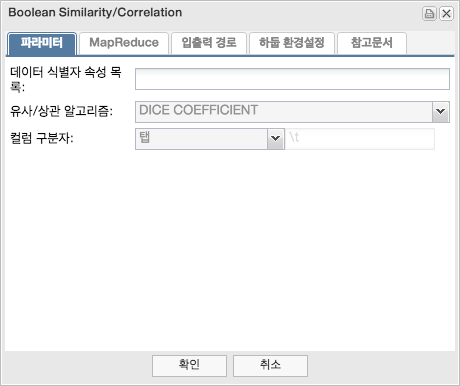 Boolean Similarity/Correlation
파라미터 MapReduce 입출력 경로 하둡 환경설정 참고문서
데이터 식별자 속성 목
록:
유사/상관 알고리즘: DICE COEFFICIENT
컬럼 구분자: 탭 \t
확인 취소